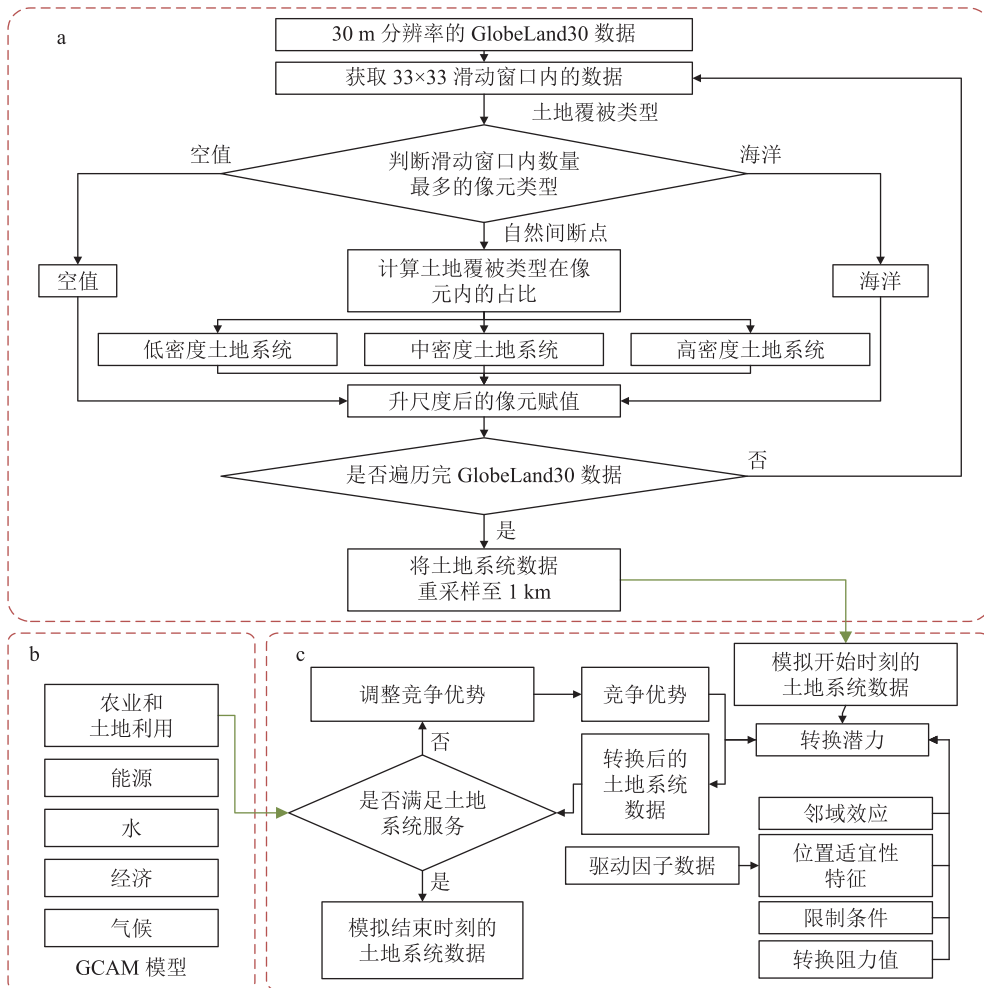 a
30 m 分辨率的 GlobeLand30 数据
获取 33×33 滑动窗口内的数据
土地覆被类型
空值
判断滑动窗口内数量
最多的像元类型
海洋
自然间断点
空值
计算土地覆被类型在像
元内的占比
海洋
低密度土地系统
中密度土地系统
高密度土地系统
升尺度后的像元赋值
是否遍历完 GlobeLand30 数据
否
是
将土地系统数据
重采样至 1 km
b
农业和
土地利用
能源
水
经济
气候
GCAM 模型
c
调整竞争优势
竞争优势
模拟开始时刻的
土地系统数据
转换潜力
否
转换后的
土地系统
数据
是否满足土地
系统服务
是
模拟结束时刻的
土地系统数据
驱动因子数据
邻域效应
位置适宜性
特征
限制条件
转换阻力值